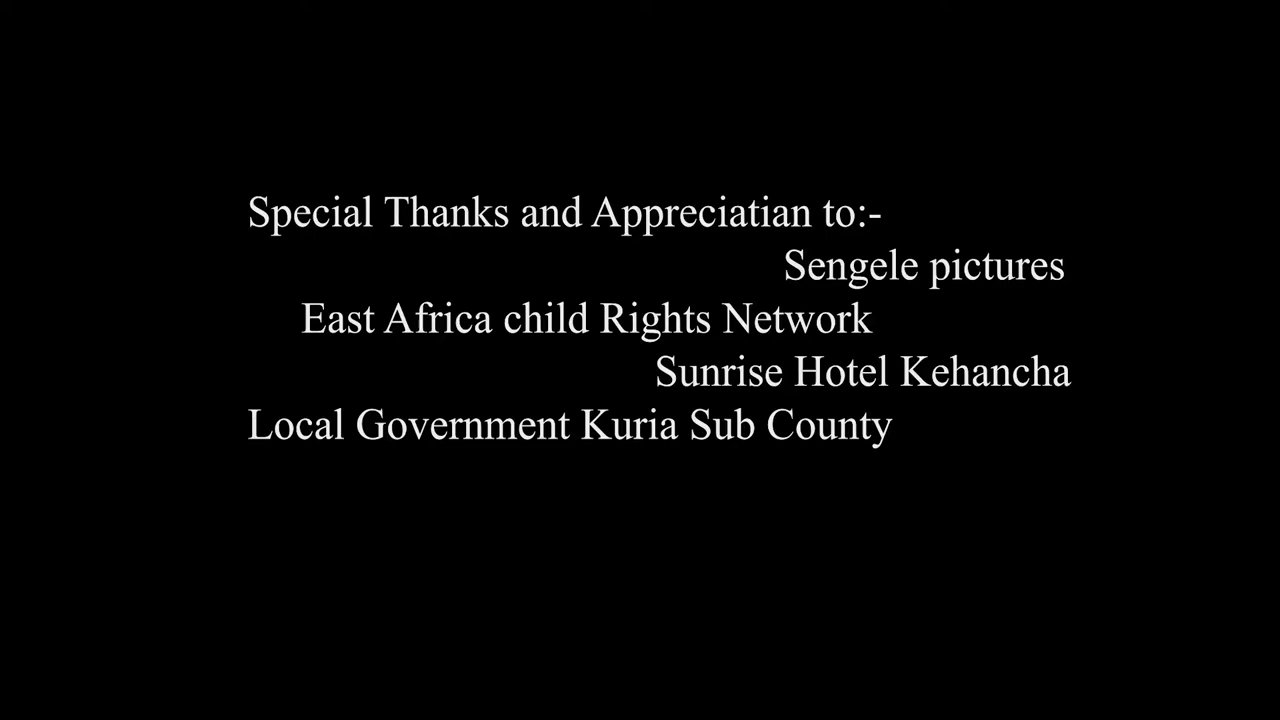 Special Thanks and Appreciatian to:-
Sengele pictures
East Africa child Rights Network
Sunrise Hotel Kehancha
Local Government Kuria Sub County